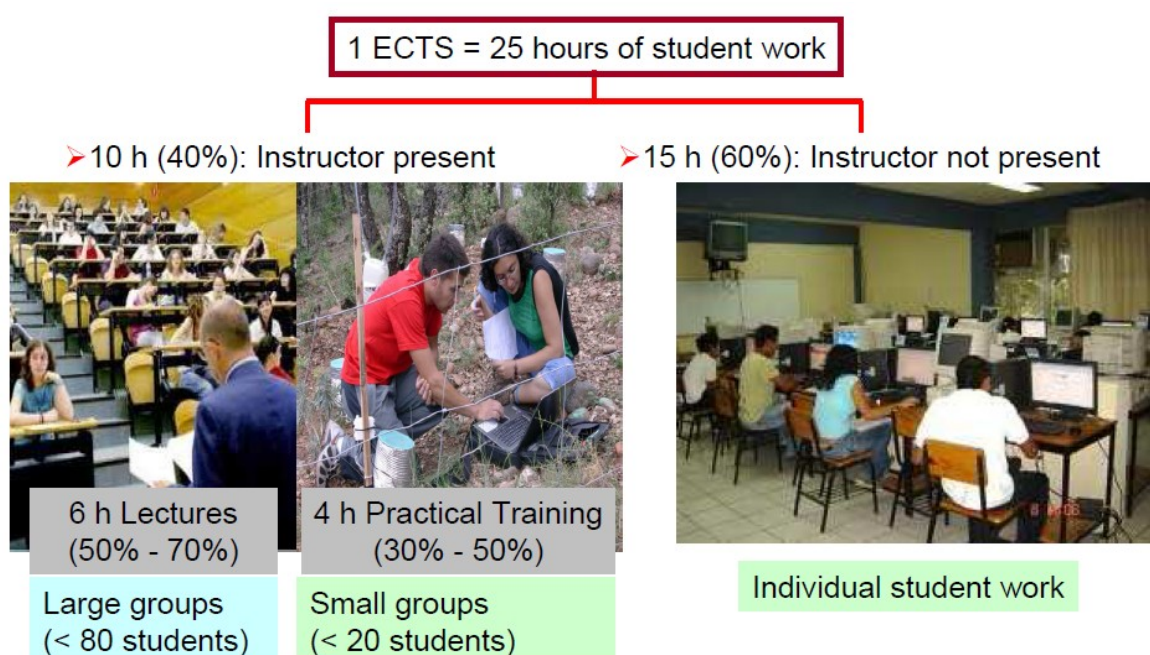 1 ECTS = 25 hours of student work
➢10 h (40%): Instructor present
➢15 h (60%): Instructor not present
6 h Lectures
(50% - 70%)
4 h Practical Training
(30% - 50%)
Large groups
(< 80 students)
Small groups
(< 20 students)
Individual student work